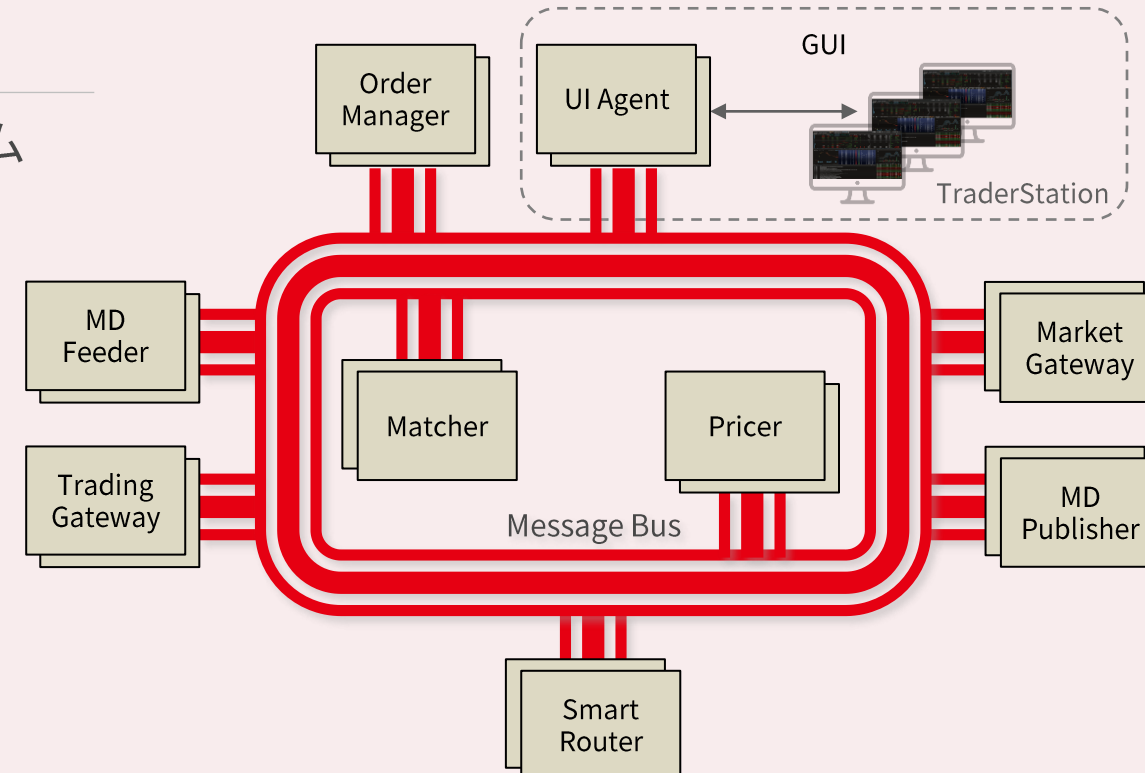 GUI
Order
Manager
UI Agent
TraderStation
MD
Feeder
Market
Gateway
Matcher
Pricer
Trading
Gateway
MD
Publisher
Message Bus
Smart
Router